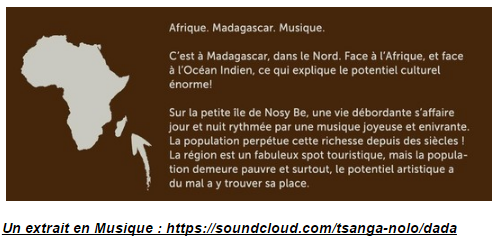 Afrique. Madagascar. Musique.
C'est à Madagascar, dans le Nord. Face à l'Afrique, et face
à l'Océan Indien, ce qui explique le potentiel culturel
énorme!
Sur la petite île de Nosy Be, une vie débordante s'affaire
jour et nuit rythmée par une musique joyeuse et enivrante.
La population perpétue cette richesse depuis des siècles !
La région est un fabuleux spot touristique, mais la popula-
tion demeure pauvre et surtout, le potentiel artistique a
du mal a y trouver sa place.
Un extrait en Musique : https://soundcloud.com/tsanga-nolo/dada